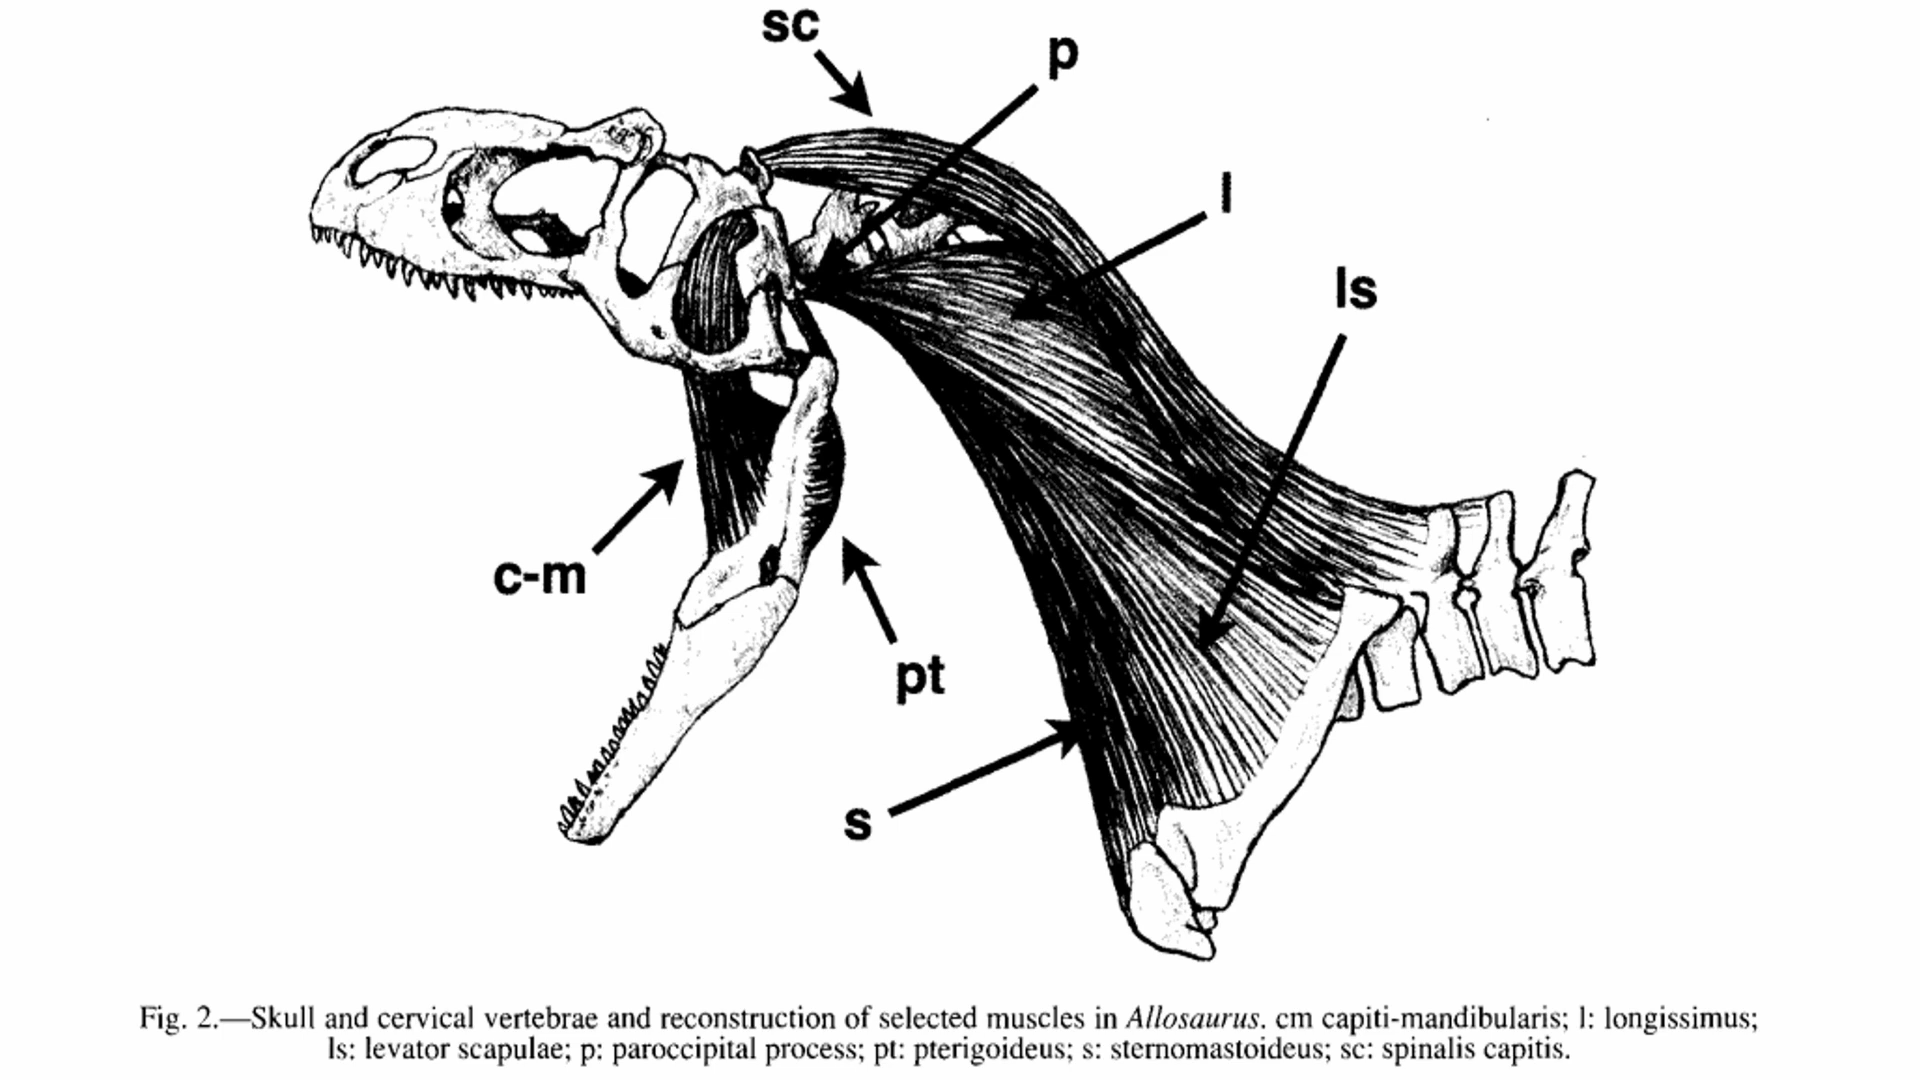 sc
p
l
ls
c-m
pt
s
Fig. 2.—Skull and cervical vertebrae and reconstruction of selected muscles in Allosaurus. cm capiti-mandibularis; l: longissimus;
ls: levator scapulae; p: paroccipital process; pt: pterigoideus; s: sternomastoideus; sc: spinalis capitis.